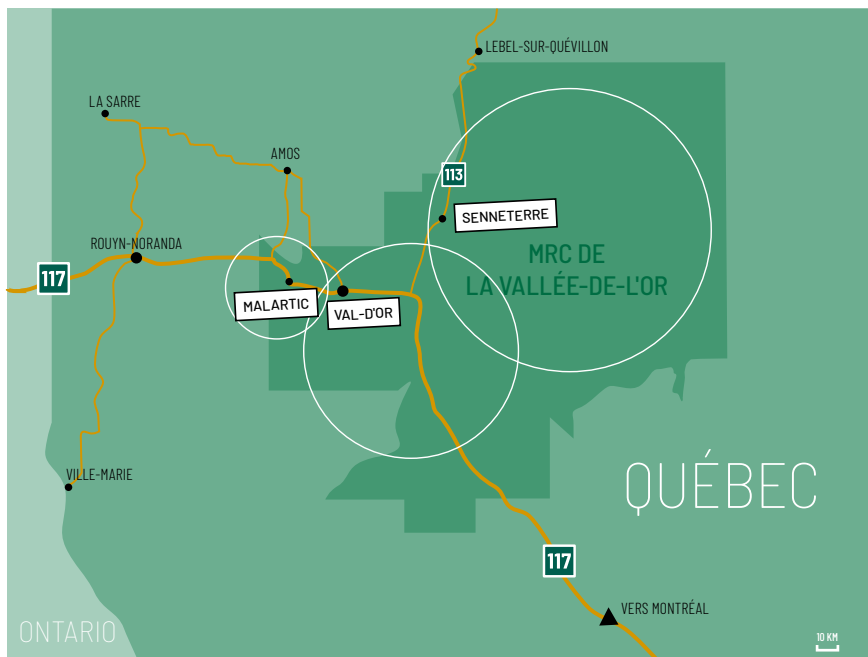 LEBEL-SUR-QUÉVILLON
LA SARRE
AMOS
113
SENNETERRE
ROUYN-NORANDA
MRC DE
LA VALLÉE-DE-L'OR
117
MALARTIC
VAL-D'OR
VILLE-MARIE
QUÉBEC
117
VERS MONTRÉAL
ONTARIO
10 KM